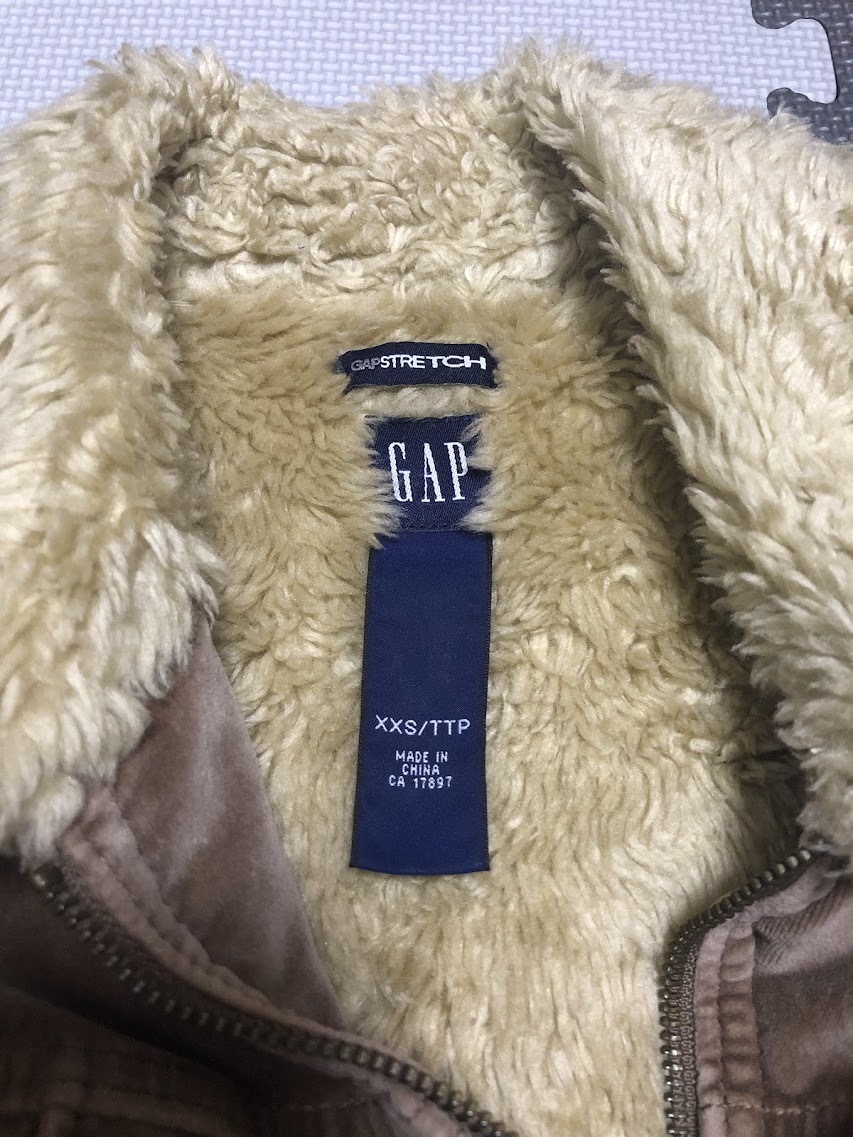 GAPSTRETCH
GAP
XXS/TTP
MADE IN
CHINA
CA 17897